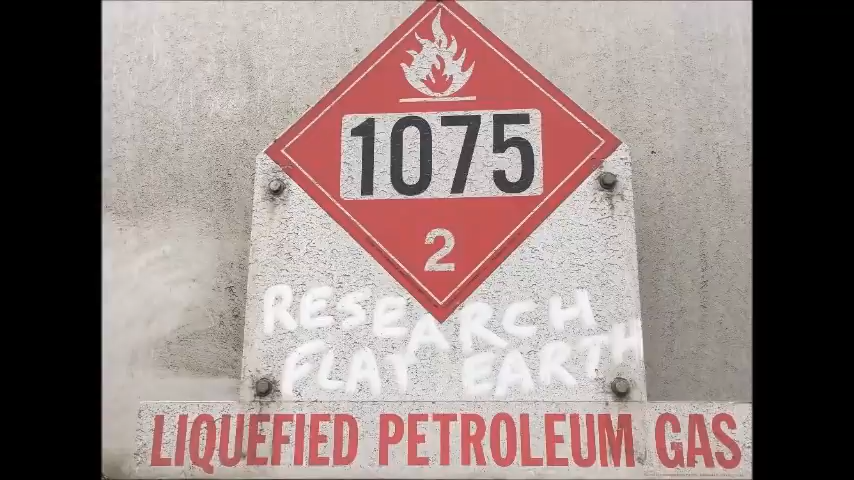 1075
2
RESEARCH
FLAT EARTH
LIQUEFIED PETROLEUM GAS